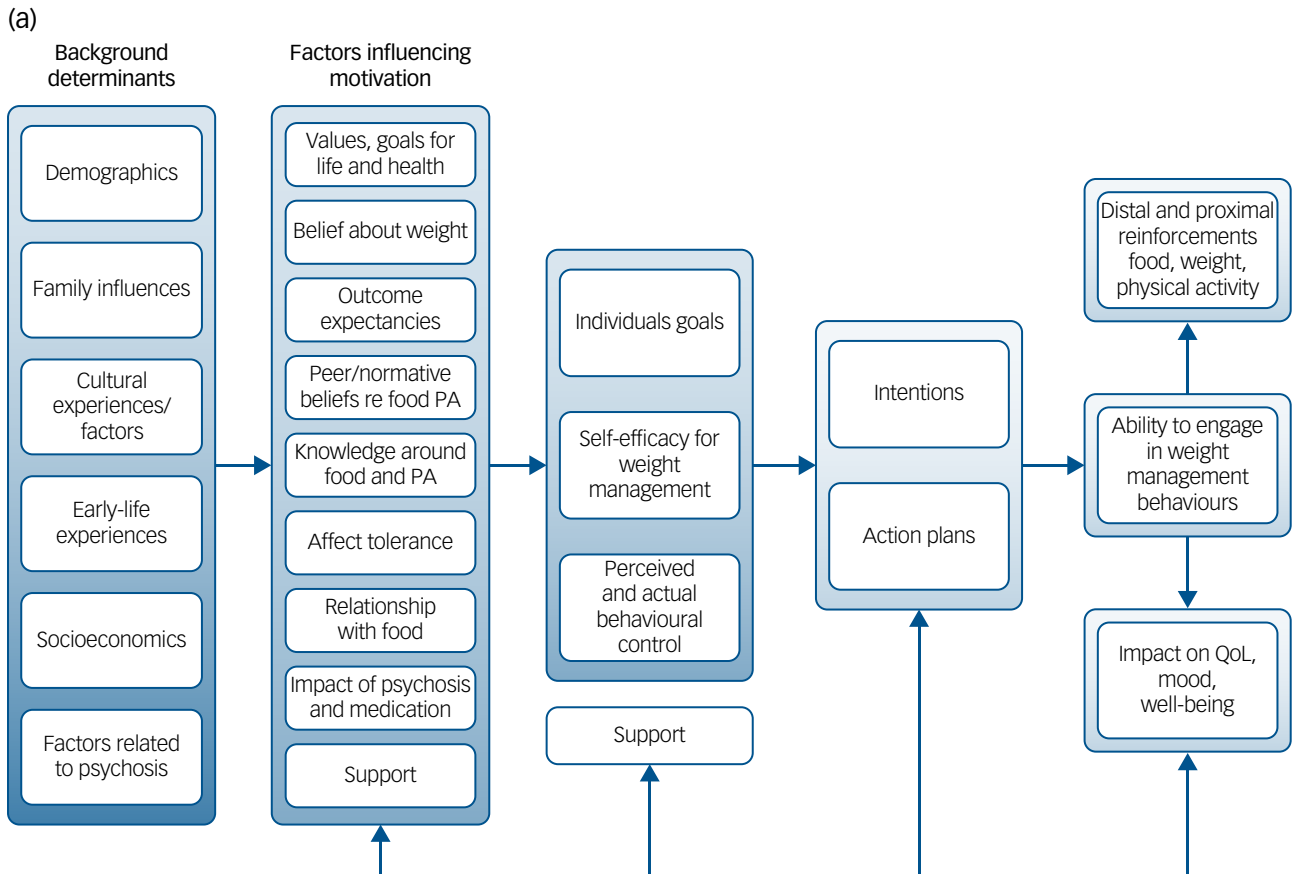 (a)
Background
determinants
Demographics
Family influences
Cultural
experiences/
factors
Early-life
experiences
Socioeconomics
Factors related
to psychosis
Factors influencing
motivation
Values, goals for
life and health
Belief about weight
Outcome
expectancies
Peer/normative
beliefs re food PA
Knowledge around
food and PA
Affect tolerance
Relationship
with food
Impact of psychosis
and medication
Support
Individuals goals
Self-efficacy for
weight
management
Perceived
and actual
behavioural
control
Support
Intentions
Action plans
Distal and proximal
reinforcements
food, weight,
physical activity
Ability to engage
in weight
management
behaviours
Impact on QoL,
mood,
well-being